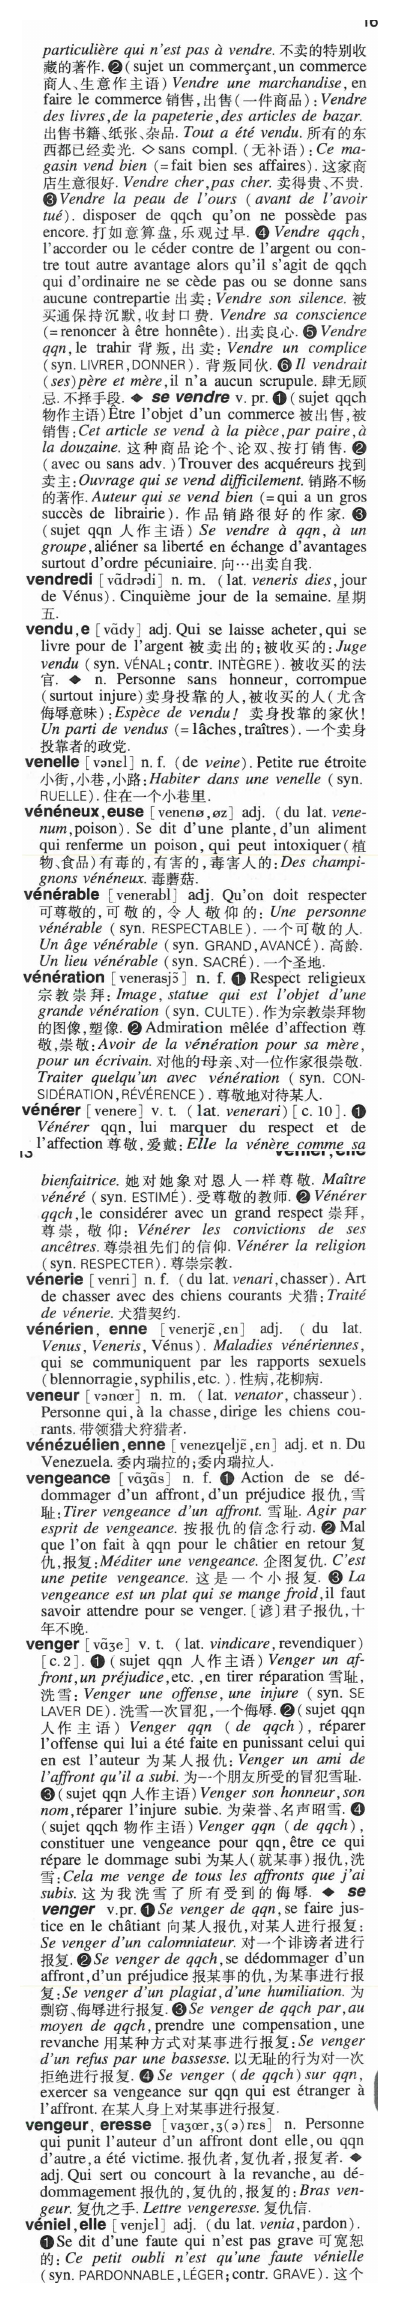 16
particulière qui n'est pas à vendre. 不卖的特别收
藏的著作. ❷ (sujet un commerçant, un commerce
商人、生意作主语) Vendre une marchandise, en
faire le commerce 销售, 出售 (一件商品) : Vendre
des livres, de la papeterie, des articles de bazar.
出售书籍、纸张、杂品. Tout a été vendu. 所有的东
西都已经卖光. ◇ sans compl. (无补语) : Ce ma-
gasin vend bien (= fait bien ses affaires). 这家商
店生意很好. Vendre cher, pas cher. 卖得贵、不贵.
❸ Vendre la peau de l'ours (avant de l'avoir
tué). disposer de qqch qu'on ne possède pas
encore. 打如意算盘, 乐观过早. ❹ Vendre qqch,
l'accorder ou le céder contre de l'argent ou con-
tre tout autre avantage alors qu'il s'agit de qqch
qui d'ordinaire ne se cède pas ou se donne sans
aucune contrepartie 出卖 : Vendre son silence. 被
买通保持沉默, 收封口费. Vendre sa conscience
(= renoncer à être honnête). 出卖良心. ❺ Vendre
qqn, le trahir 背叛, 出卖 : Vendre un complice
(syn. LIVRER, DONNER). 背叛同伙. ❻ Il vendrait
(ses) père et mère, il n'a aucun scrupule. 肆无顾
忌. 不择手段. ◆ se vendre v. pr. ❶ (sujet qqch
物作主语) Être l'objet d'un commerce 被出售, 被
销售 : Cet article se vend à la pièce, par paire, à
la douzaine. 这种商品论个、论双、按打销售. ❷
(avec ou sans adv.) Trouver des acquéreurs 找到
卖主 : Ouvrage qui se vend difficilement. 销路不畅
的著作. Auteur qui se vend bien (= qui a un gros
succès de librairie). 作品销路很好的作家. ❸
(sujet qqn 人作主语) Se vendre à qqn, à un
groupe, aliéner sa liberté en échange d'avantages
surtout d'ordre pécuniaire. 向…出卖自我.
vendredi [vɑ̃drədi] n. m. (lat. veneris dies, jour
de Vénus). Cinquième jour de la semaine. 星期
五.
vendu, e [vɑ̃dy] adj. Qui se laisse acheter, qui se
livre pour de l'argent 被卖出的; 被收买的 : Juge
vendu (syn. VÉNAL; contr. INTÈGRE). 被收买的法
官. ◆ n. Personne sans honneur, corrompue
(surtout injure) 卖身投靠的人, 被收买的人 (尤含
侮辱意味) : Espèce de vendu! 卖身投靠的家伙!
Un parti de vendus (= lâches, traîtres). 一个卖身
投靠者的政党.
venelle [vənɛl] n. f. (de veine). Petite rue étroite
小街, 小巷, 小路 : Habiter dans une venelle (syn.
RUELLE). 住在一个小巷里.
vénéneux, euse [venenø, øz] adj. (du lat. vene-
num, poison). Se dit d'une plante, d'un aliment
qui renferme un poison, qui peut intoxiquer (植
物、食品) 有毒的, 有害的, 毒害人的 : Des champi-
gnons vénéneux. 毒蘑菇.
vénérable [venerabl] adj. Qu'on doit respecter
可尊敬的, 可敬的, 令人敬仰的 : Une personne
vénérable (syn. RESPECTABLE). 一个可敬的人.
Un âge vénérable (syn. GRAND, AVANCÉ). 高龄.
Un lieu vénérable (syn. SACRÉ). 一个圣地.
vénération [venerasjɔ̃] n. f. ❶ Respect religieux
宗教崇拜 : Image, statue qui est l'objet d'une
grande vénération (syn. CULTE). 作为宗教崇拜物
的图像, 塑像. ❷ Admiration mêlée d'affection 尊
敬, 崇敬 : Avoir de la vénération pour sa mère,
pour un écrivain. 对他的母亲、对一位作家很崇敬.
Traiter quelqu'un avec vénération (syn. CON-
SIDÉRATION, RÉVÉRENCE). 尊敬地对待某人.
vénérer [venere] v. t. (lat. venerari) [c. 10]. ❶
Vénérer qqn, lui marquer du respect et de
l'affection 尊敬, 爱戴 : Elle la vénère comme sa
bienfaitrice. 她对她象对恩人一样尊敬. Maître
vénéré (syn. ESTIMÉ). 受尊敬的教师. ❷ Vénérer
qqch, le considérer avec un grand respect 崇拜,
尊崇, 敬仰 : Vénérer les convictions de ses
ancêtres. 尊崇祖先们的信仰. Vénérer la religion
(syn. RESPECTER). 尊崇宗教.
vénerie [venri] n. f. (du lat. venari, chasser). Art
de chasser avec des chiens courants 犬猎 : Traité
de vénerie. 犬猎契约.
vénérien, enne [venerjɛ̃, ɛn] adj. (du lat.
Venus, Veneris, Vénus). Maladies vénériennes,
qui se communiquent par les rapports sexuels
(blennorragie, syphilis, etc.). 性病, 花柳病.
veneur [vənœr] n. m. (lat. venator, chasseur).
Personne qui, à la chasse, dirige les chiens cou-
rants. 带领猎犬狩猎者.
vénézuélien, enne [venezɥeljɛ̃, ɛn] adj. et n. Du
Venezuela. 委内瑞拉的; 委内瑞拉人.
vengeance [vɑ̃ʒɑ̃s] n. f. ❶ Action de se dé-
dommager d'un affront, d'un préjudice 报仇, 雪
耻 : Tirer vengeance d'un affront. 雪耻. Agir par
esprit de vengeance. 按报仇的信念行动. ❷ Mal
que l'on fait à qqn pour le châtier en retour 复
仇, 报复 : Méditer une vengeance. 企图复仇. C'est
une petite vengeance. 这是一个小报复. ❸ La
vengeance est un plat qui se mange froid, il faut
savoir attendre pour se venger. [谚] 君子报仇, 十
年不晚.
venger [vɑ̃ʒe] v. t. (lat. vindicare, revendiquer)
[c. 2]. ❶ (sujet qqn 人作主语) Venger un af-
front, un préjudice, etc., en tirer réparation 雪耻,
洗雪 : Venger une offense, une injure (syn. SE
LAVER DE). 洗雪一次冒犯, 一个侮辱. ❷ (sujet qqn
人作主语) Venger qqn (de qqch), réparer
l'offense qui lui a été faite en punissant celui qui
en est l'auteur 为某人报仇 : Venger un ami de
l'affront qu'il a subi. 为一个朋友所受的冒犯雪耻.
❸ (sujet qqn 人作主语) Venger son honneur, son
nom, réparer l'injure subie. 为荣誉、名声昭雪. ❹
(sujet qqch 物作主语) Venger qqn (de qqch),
constituer une vengeance pour qqn, être ce qui
répare le dommage subi 为某人(就某事)报仇, 洗
雪 : Cela me venge de tous les affronts que j'ai
subis. 这为我洗雪了所有受到的侮辱. ◆ se
venger v. pr. ❶ Se venger de qqn, se faire jus-
tice en le châtiant 向某人报仇, 对某人进行报复 :
Se venger d'un calomniateur. 对一个诽谤者进行
报复. ❷ Se venger de qqch, se dédommager d'un
affront, d'un préjudice 报某事的仇, 为某事进行报
复 : Se venger d'un plagiat, d'une humiliation. 为
剽窃、侮辱进行报复. ❸ Se venger de qqch par, au
moyen de qqch, prendre une compensation, une
revanche 用某种方式对某事进行报复 : Se venger
d'un refus par une bassesse. 以无耻的行为对一次
拒绝进行报复. ❹ Se venger (de qqch) sur qqn,
exercer sa vengeance sur qqn qui est étranger à
l'affront. 在某人身上对某事进行报复.
vengeur, eresse [vɑ̃ʒœr, ʒ(ə)rɛs] n. Personne
qui punit l'auteur d'un affront dont elle, ou qqn
d'autre, a été victime. 报仇者, 复仇者, 报复者. ◆
adj. Qui sert ou concourt à la revanche, au dé-
dommagement 报仇的, 复仇的, 报复的 : Bras ven-
geur. 复仇之手. Lettre vengeresse. 复仇信.
véniel, elle [venjɛl] adj. (du lat. venia, pardon).
❶ Se dit d'une faute qui n'est pas grave 可宽恕
的 : Ce petit oubli n'est qu'une faute vénielle
(syn. PARDONNABLE, LÉGER; contr. GRAVE). 这个